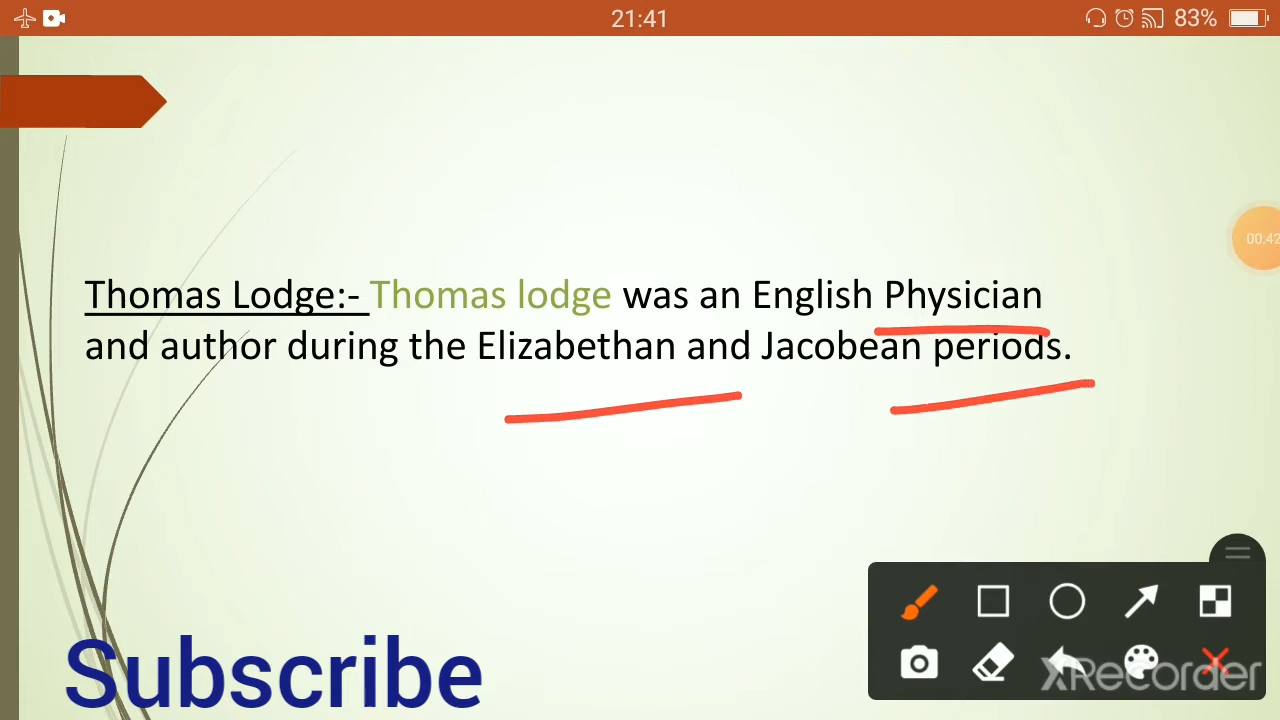 21:41
83%
00:42
Thomas Lodge:- Thomas lodge was an English Physician
and author during the Elizabethan and Jacobean periods.
Subscribe
XRecorder